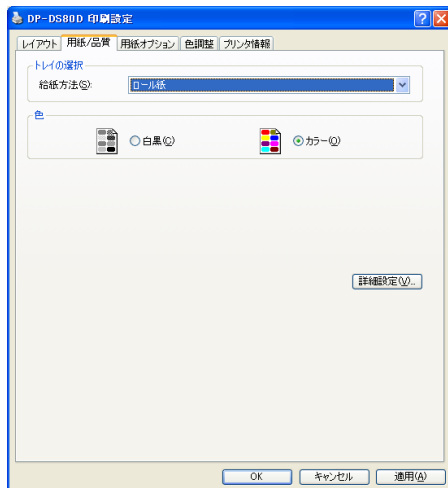 DP-DS80D 印刷設定
レイアウト 用紙/品質 用紙オプション 色調整 プリンタ情報
トレイの選択
給紙方法(S): ロール紙
色
白黒(C) カラー(O)
詳細設定(V)...
OK キャンセル 適用(A)